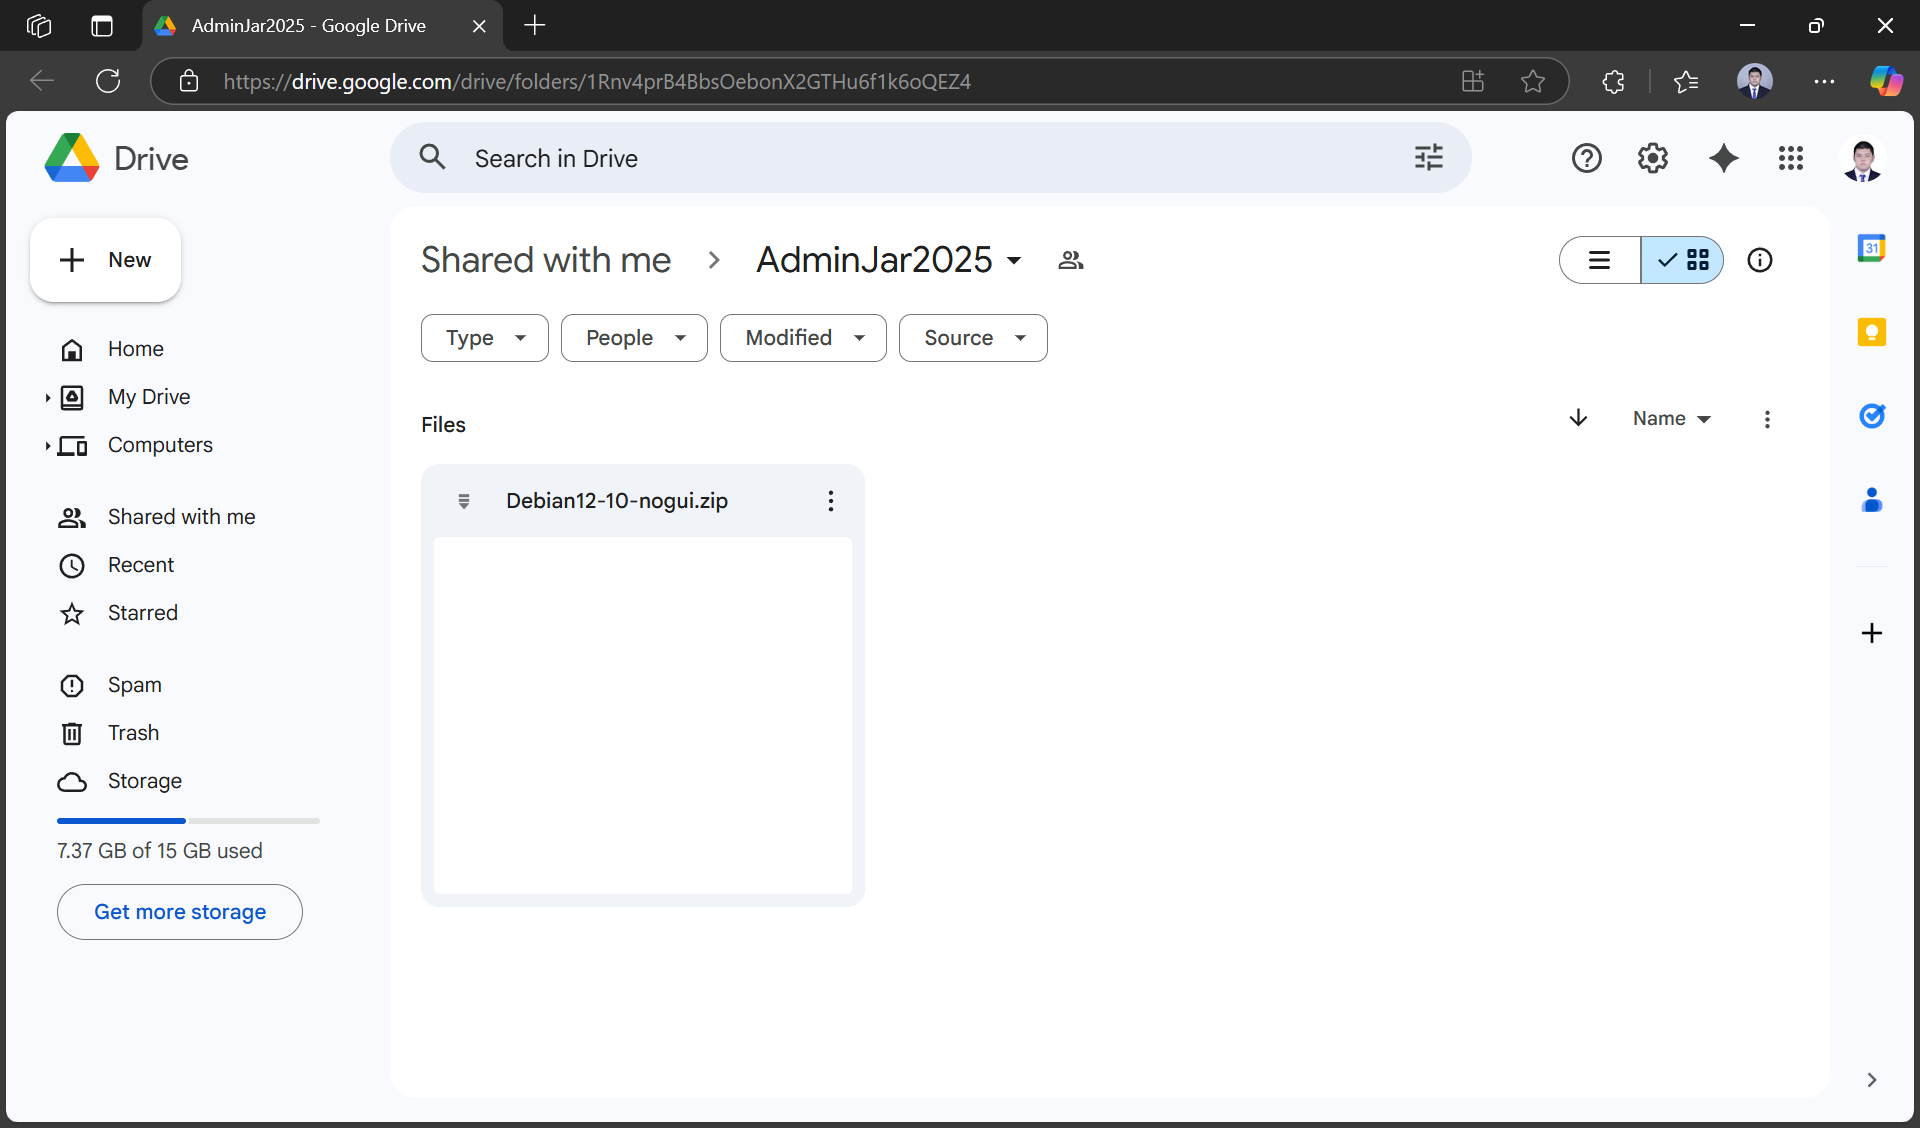 AdminJar2025 - Google Drive
https://drive.google.com/drive/folders/1Rnv4prB4BbsOebonX2GTHu6f1k6oQEZ4
Drive
Search in Drive
New
Shared with me > AdminJar2025
Type People Modified Source
Home
My Drive
Computers
Shared with me
Recent
Starred
Spam
Trash
Storage
7.37 GB of 15 GB used
Get more storage
Files
Name
Debian12-10-nogui.zip
31